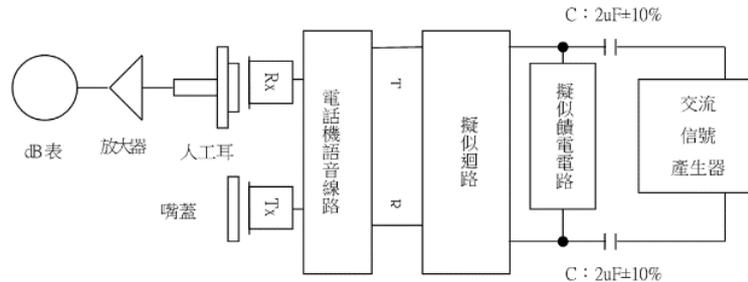 C：2uF±10%
dB表
放大器
人工耳
Rx
嘴蓋
Tx
電話機語音線路
T
R
擬似迴路
擬似饋電電路
交流
信號
產生器
C：2uF±10%